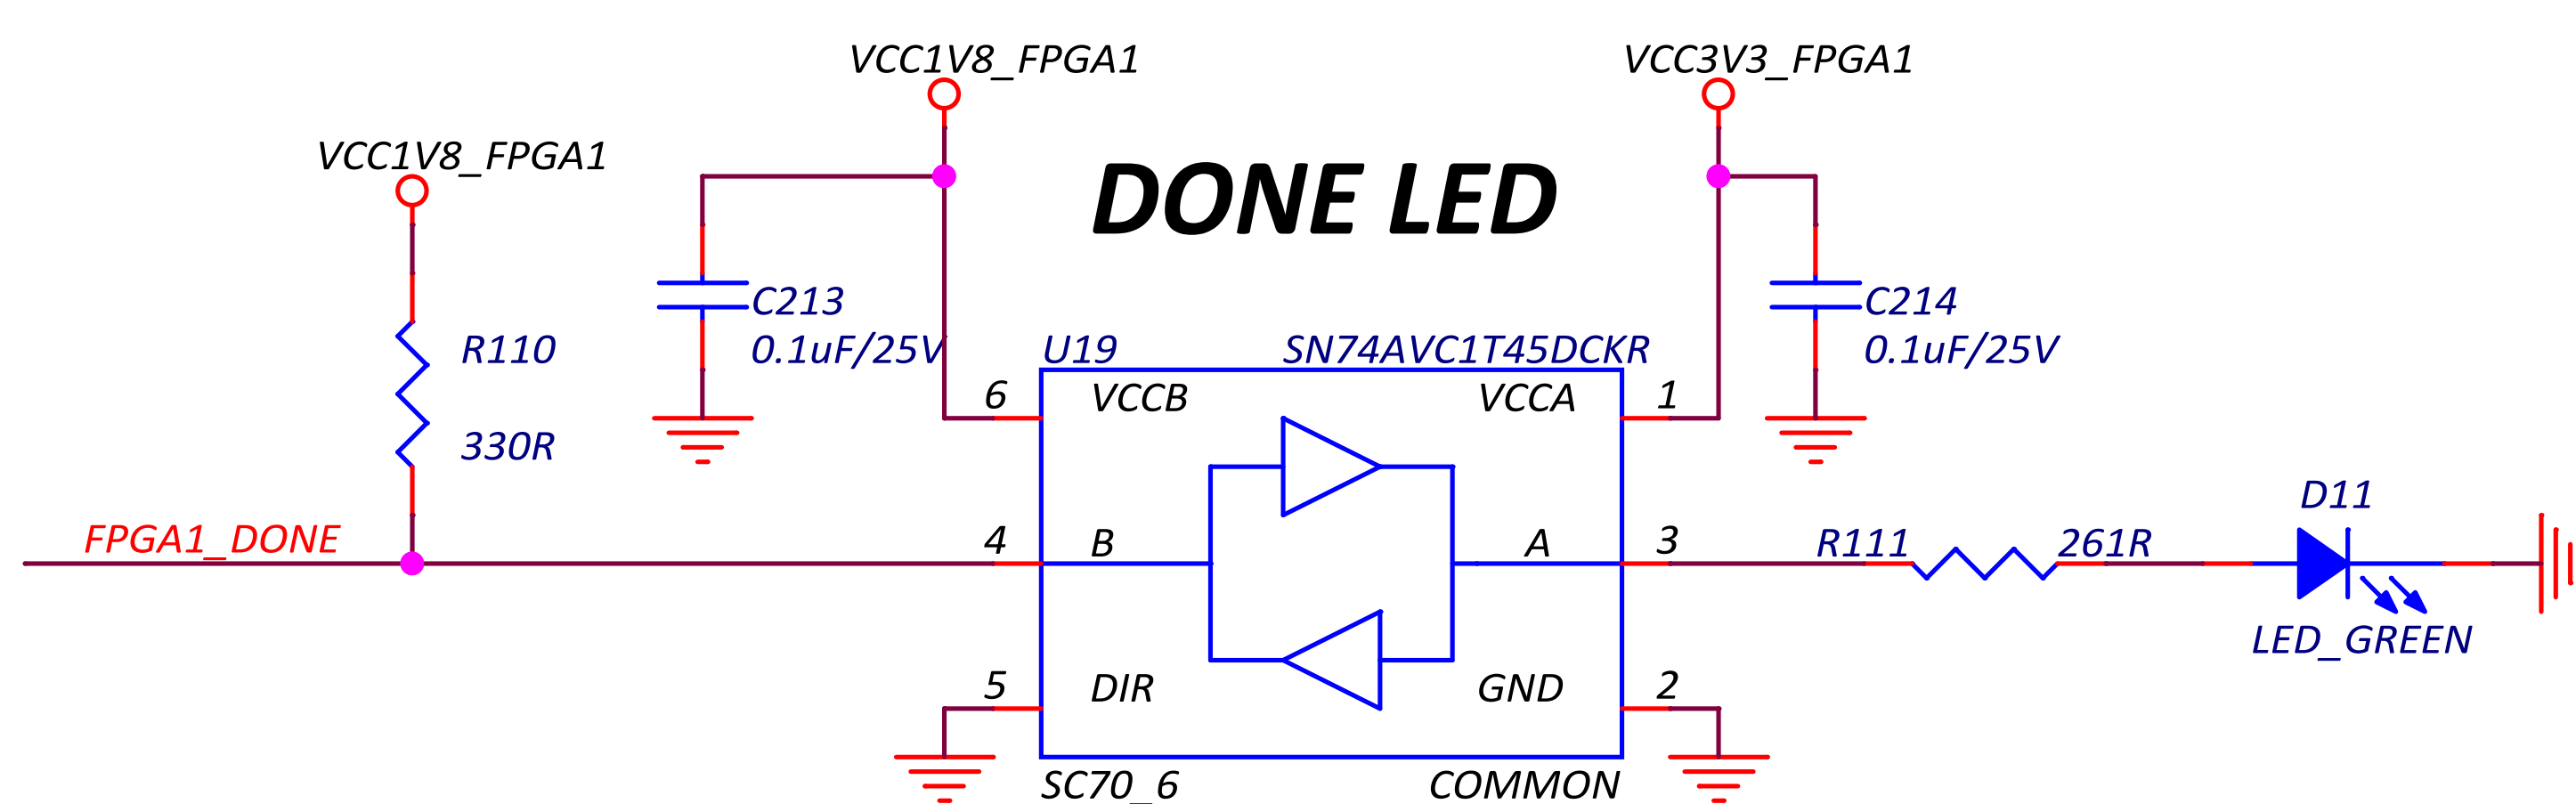 VCC1V8_FPGA1
VCC3V3_FPGA1
VCC1V8_FPGA1
DONE LED
C213
0.1uF/25V
C214
0.1uF/25V
R110
330R
U19
SN74AVC1T45DCKR
6
VCCB
VCCA
1
FPGA1_DONE
4
B
A
3
R111
261R
D11
LED_GREEN
5
DIR
GND
2
SC70_6
COMMON